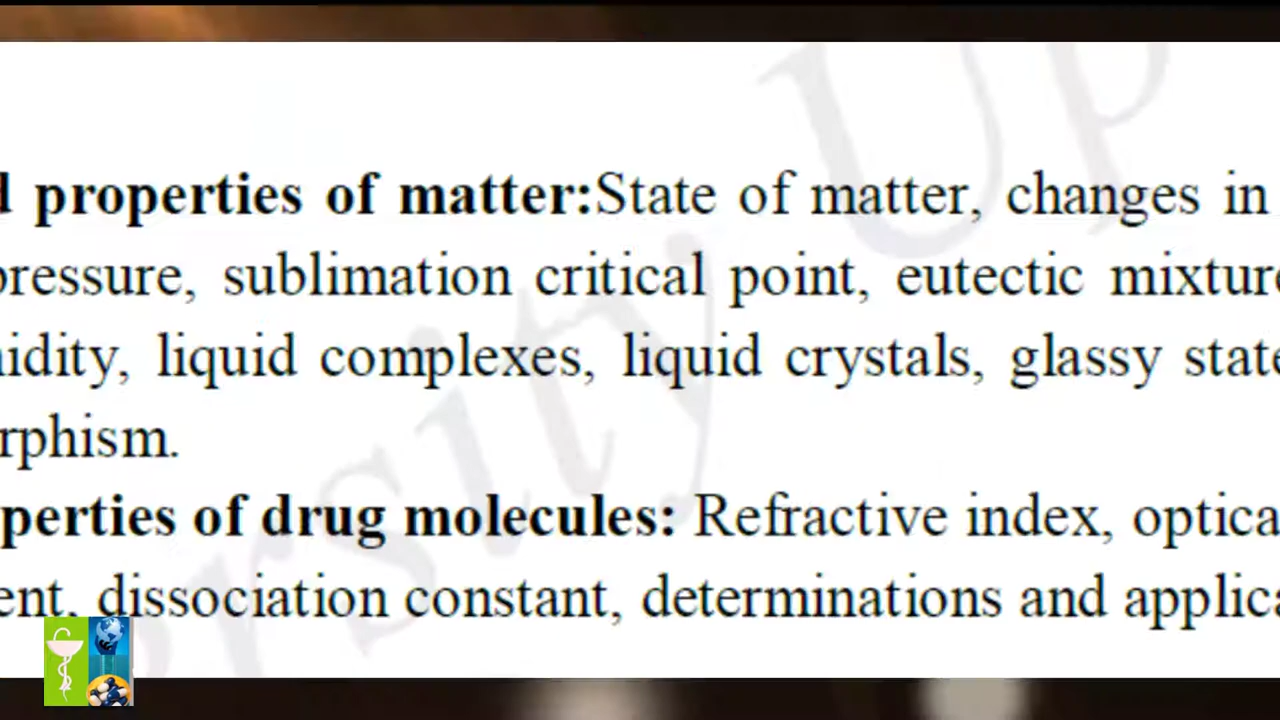 d properties of matter:State of matter, changes in
pressure, sublimation critical point, eutectic mixture
idity, liquid complexes, liquid crystals, glassy state
rphism.
perties of drug molecules: Refractive index, optica
ent, dissociation constant, determinations and applica